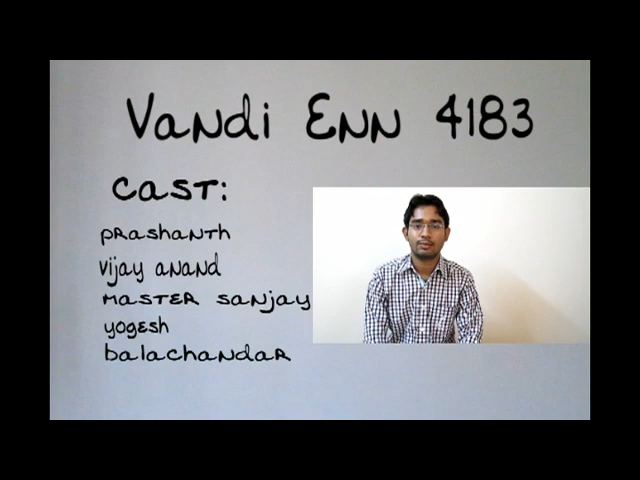 Vandi Enn 4183
Cast:
Prashanth
Vijay Anand
Master Sanjay
Yogesh
Balachandar